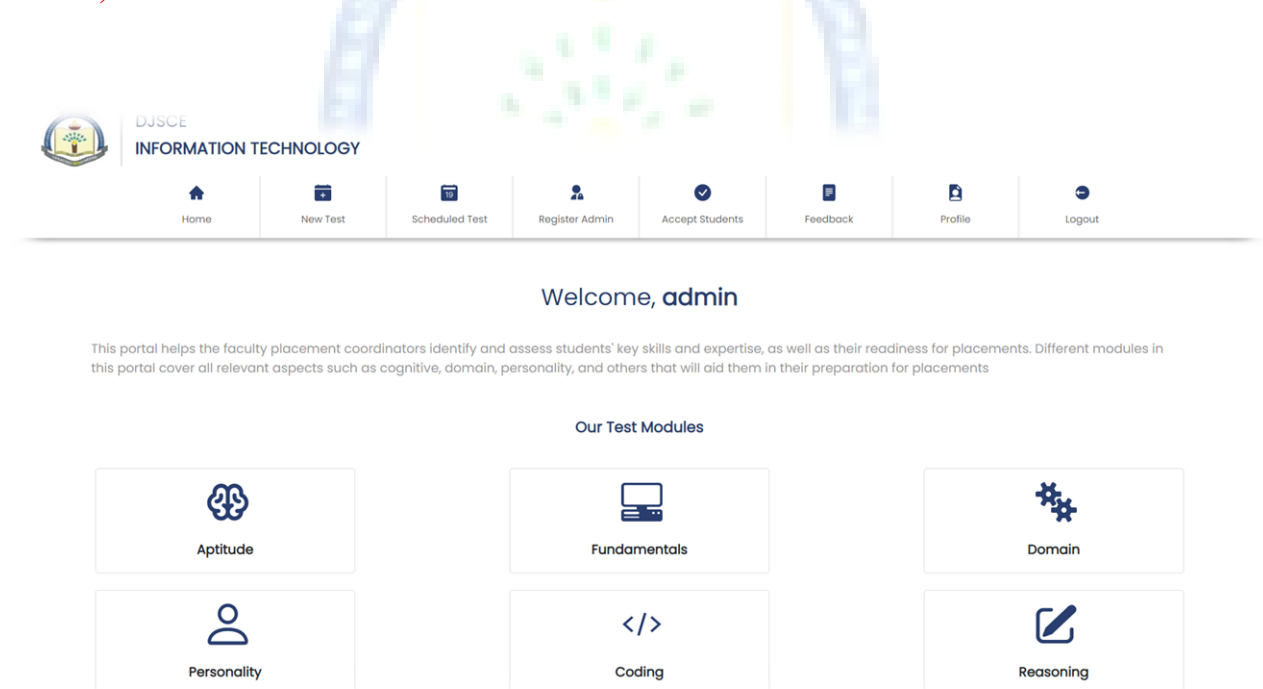 DJSCE
INFORMATION TECHNOLOGY
Home New Test Scheduled Test Register Admin Accept Students Feedback Profile Logout
Welcome, admin
This portal helps the faculty placement coordinators identify and assess students' key skills and expertise, as well as their readiness for placements. Different modules in
this portal cover all relevant aspects such as cognitive, domain, personality, and others that will aid them in their preparation for placements
Our Test Modules
Aptitude Fundamentals Domain
</>
Personality Coding Reasoning